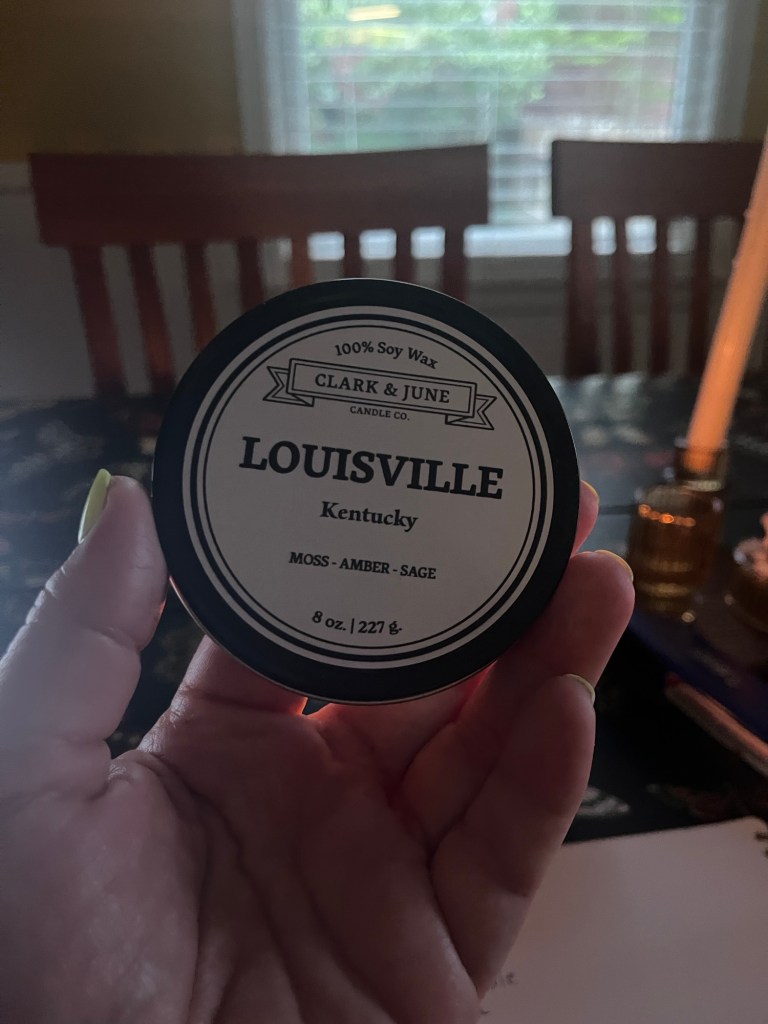 100% Soy Wax
CLARK & JUNE
CANDLE CO.
LOUISVILLE
Kentucky
MOSS - AMBER - SAGE
8 oz. | 227 g.